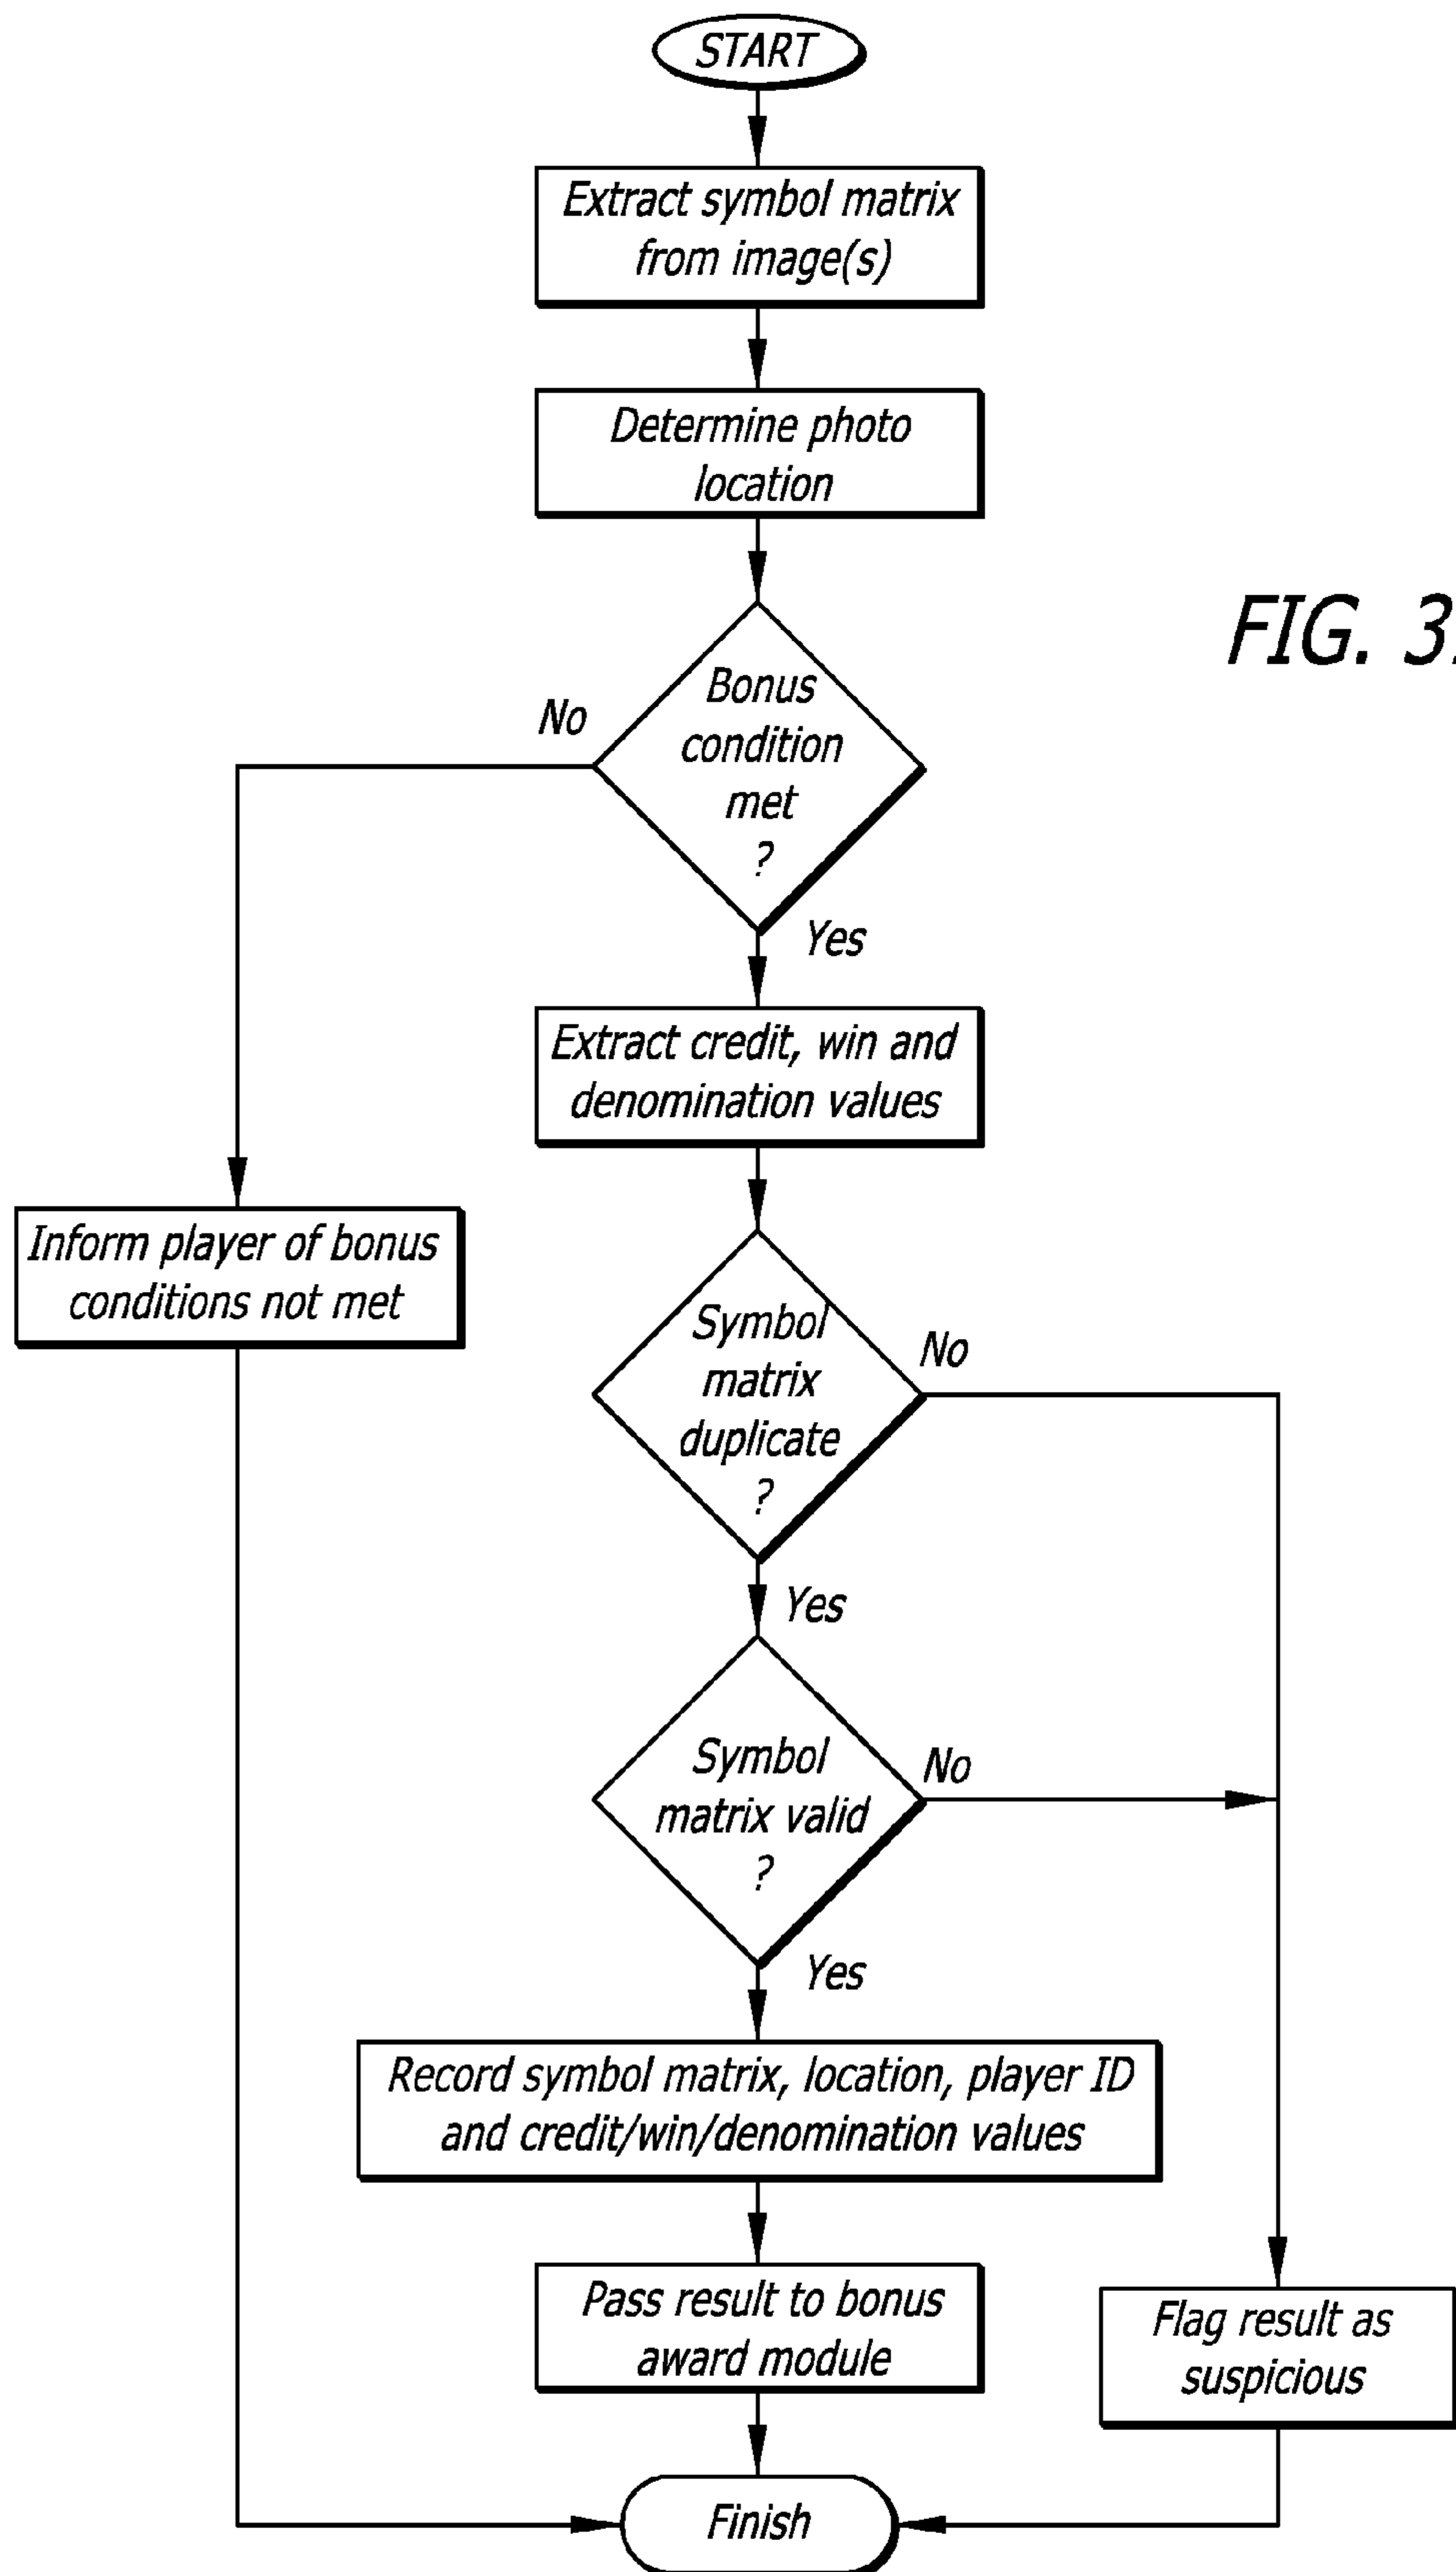 START
Extract symbol matrix
from image(s)
Determine photo
location
FIG. 3
Bonus
condition
met
?
No
Yes
Extract credit, win and
denomination values
Inform player of bonus
conditions not met
Symbol
matrix
duplicate
?
No
Yes
Symbol
matrix valid
?
No
Yes
Record symbol matrix, location, player ID
and credit/win/denomination values
Pass result to bonus
award module
Flag result as
suspicious
Finish